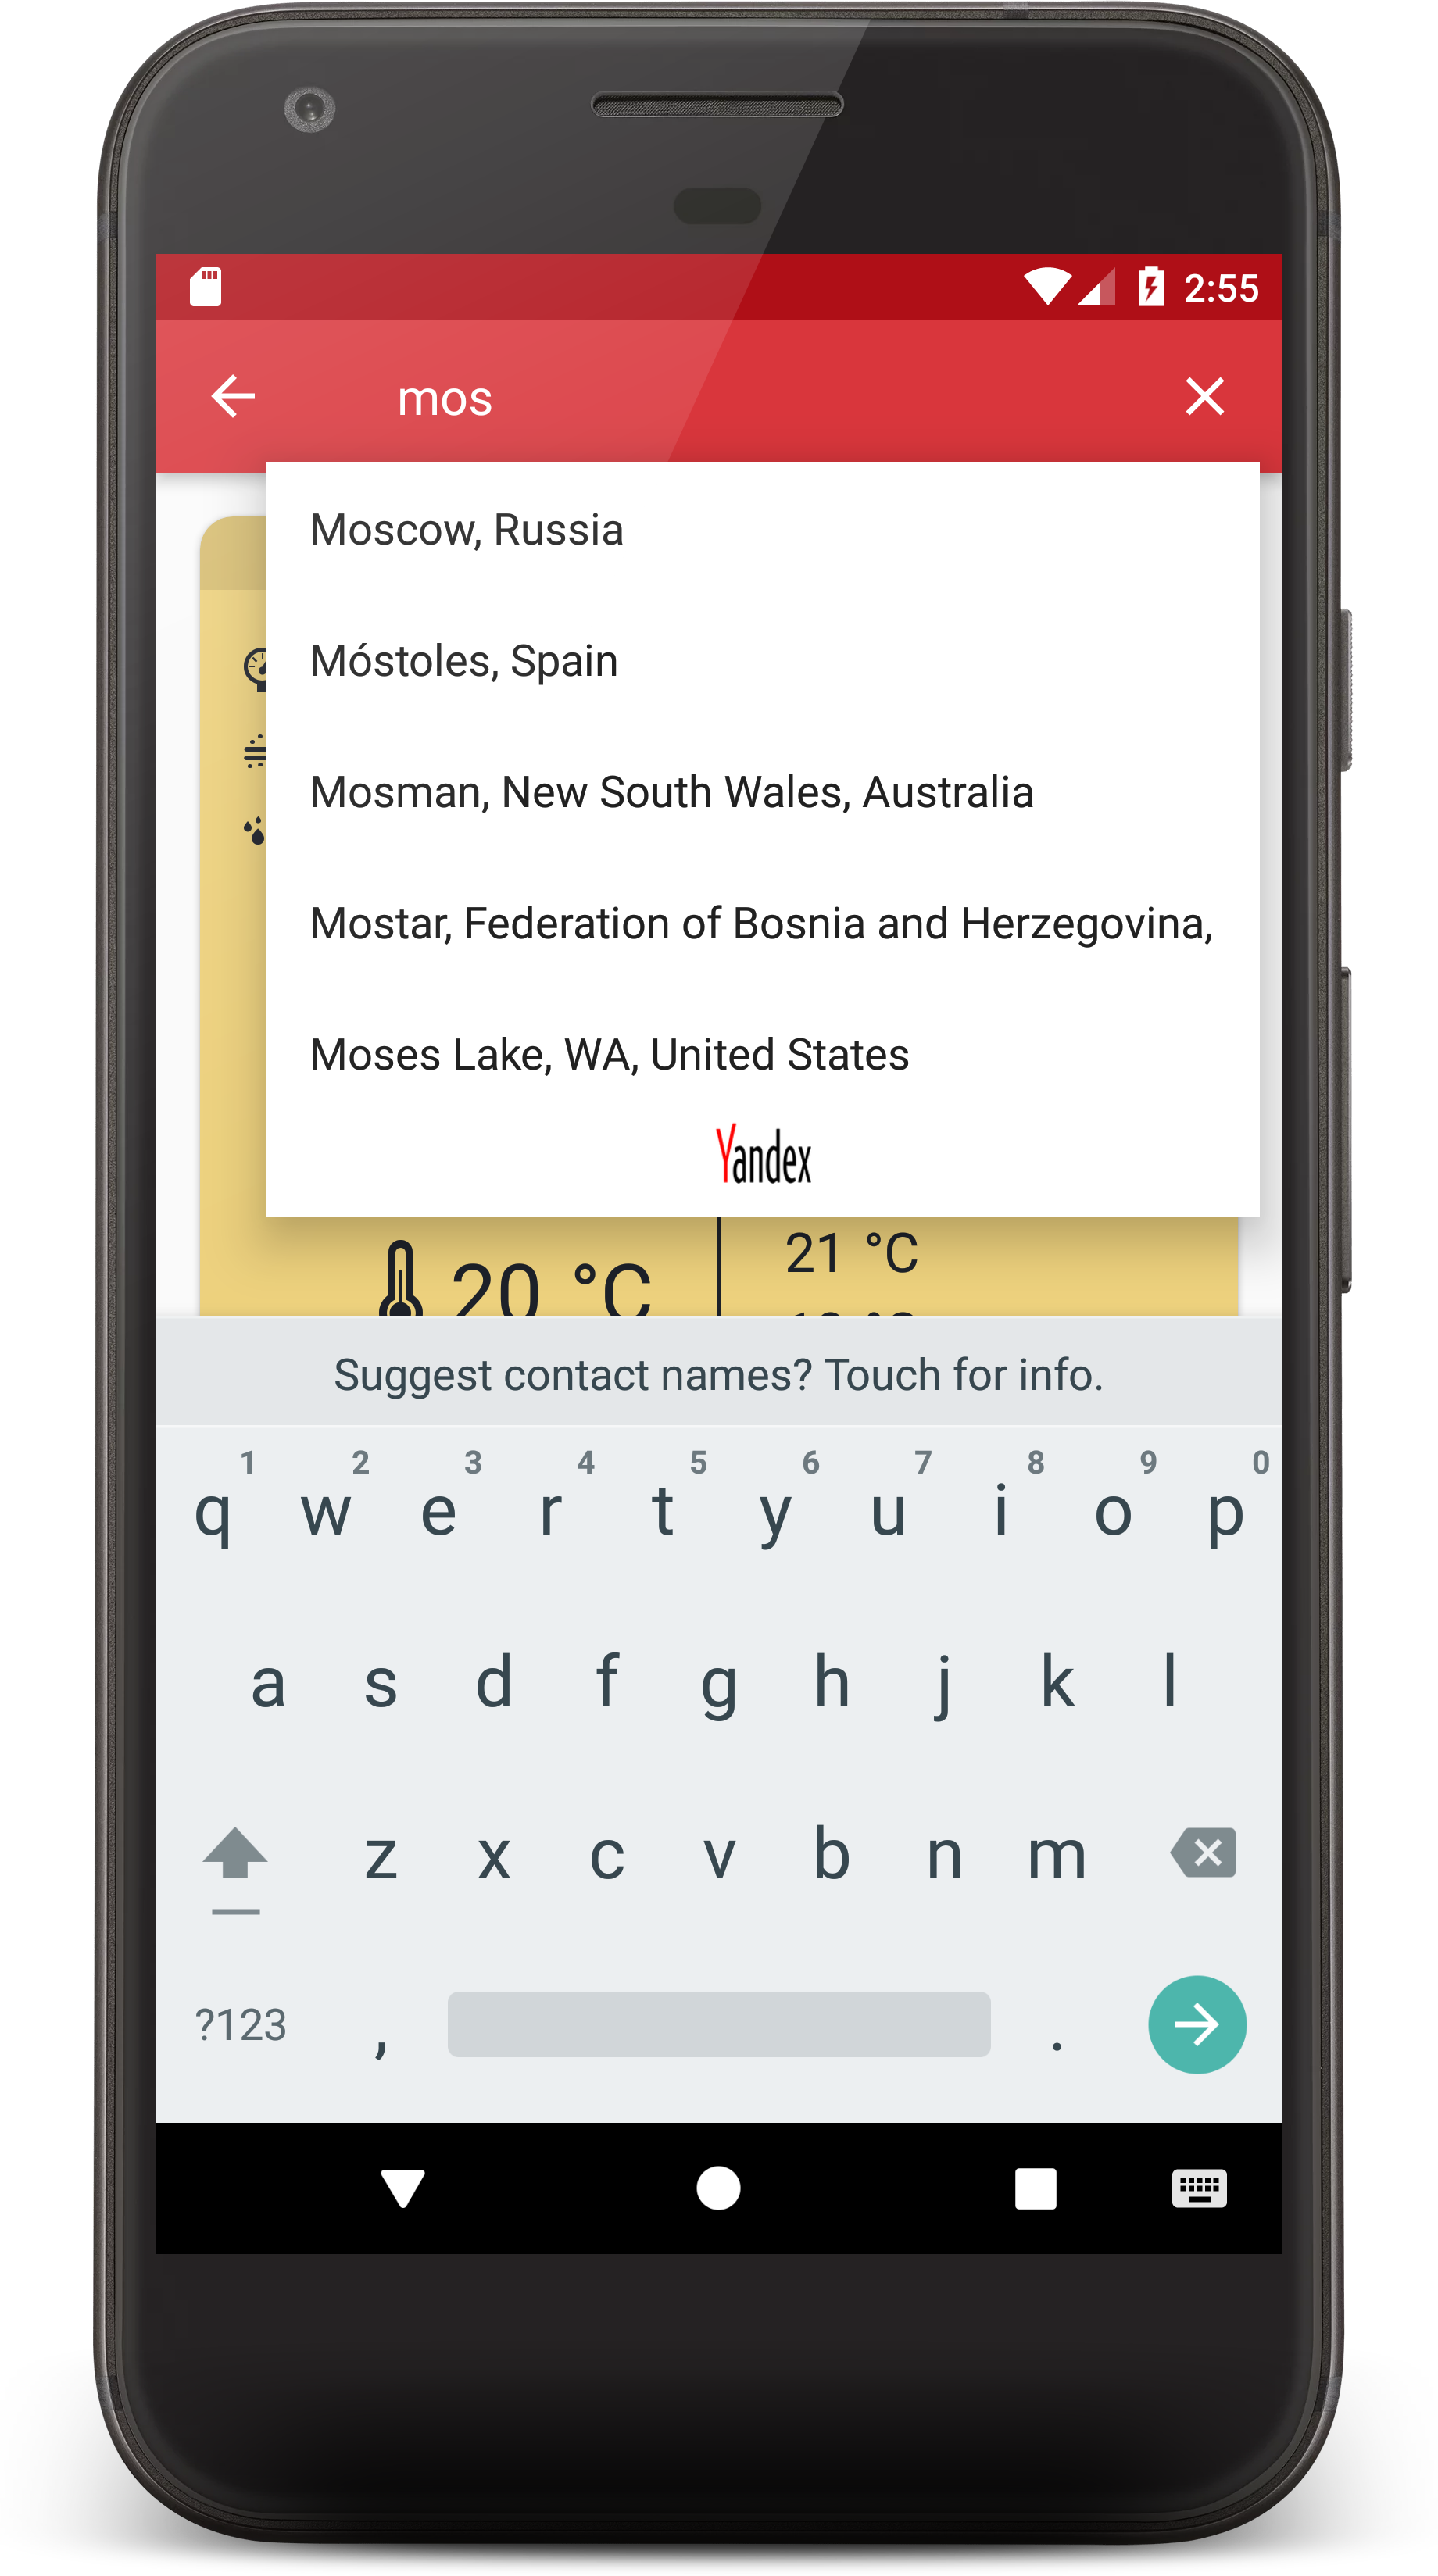 2:55
mos
Moscow, Russia
Móstoles, Spain
Mosman, New South Wales, Australia
Mostar, Federation of Bosnia and Herzegovina,
Moses Lake, WA, United States
Yandex
21 °C
20 °C
Suggest contact names? Touch for info.
1 2 3 4 5 6 7 8 9 0
q w e r t y u i o p
a s d f g h j k l
z x c v b n m
?123 , .